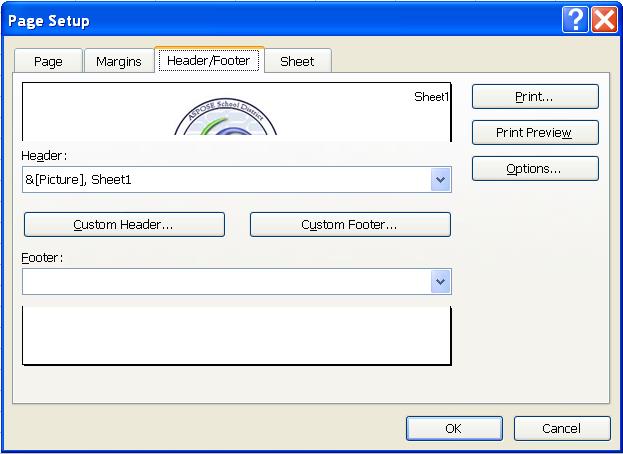 Page Setup
Page Margins Header/Footer Sheet
ASPOSE School District
Sheet1
Print...
Print Preview
Header:
Options...
&[Picture], Sheet1
Custom Header... Custom Footer...
Footer:
OK Cancel